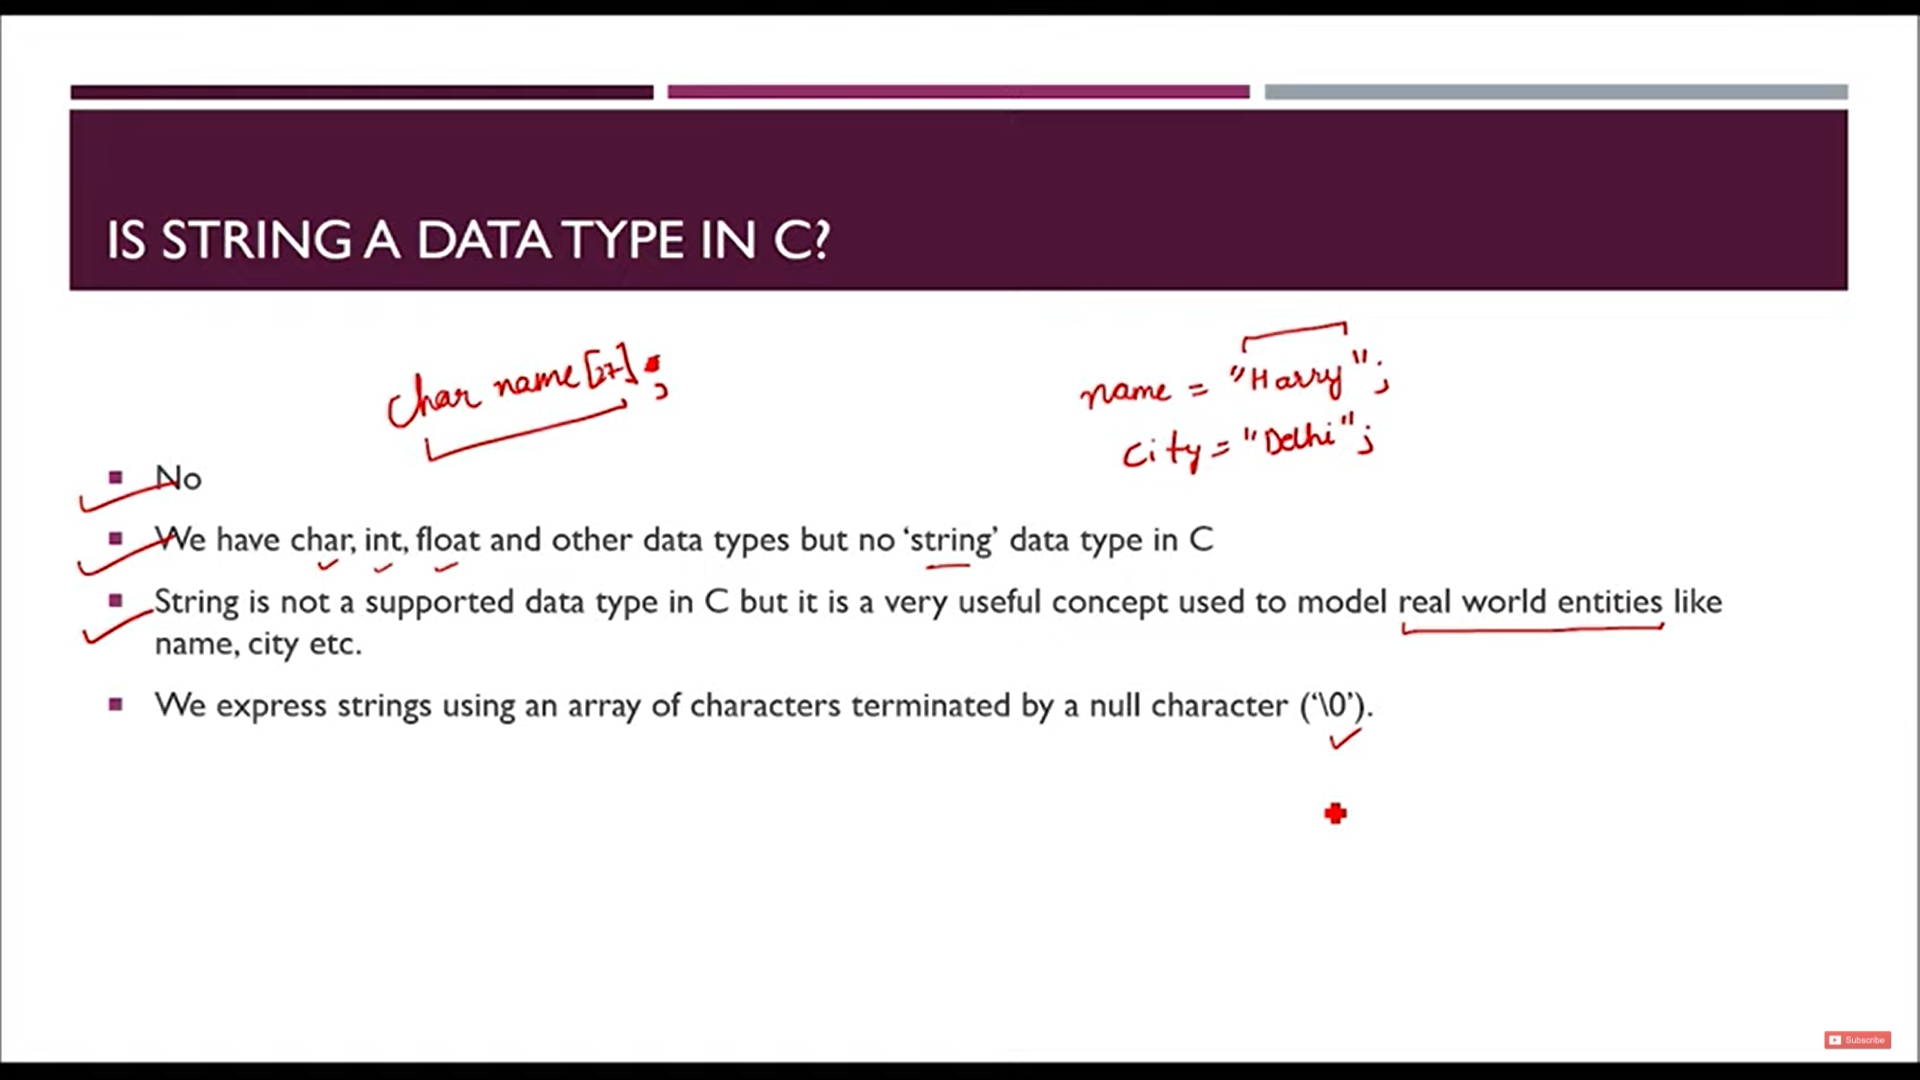 IS STRING A DATA TYPE IN C?
char name[27];
name = "Harry";
city = "Delhi";
No
We have char, int, float and other data types but no ‘string’ data type in C
String is not a supported data type in C but it is a very useful concept used to model real world entities like
name, city etc.
We express strings using an array of characters terminated by a null character (‘\0’).
Subscribe